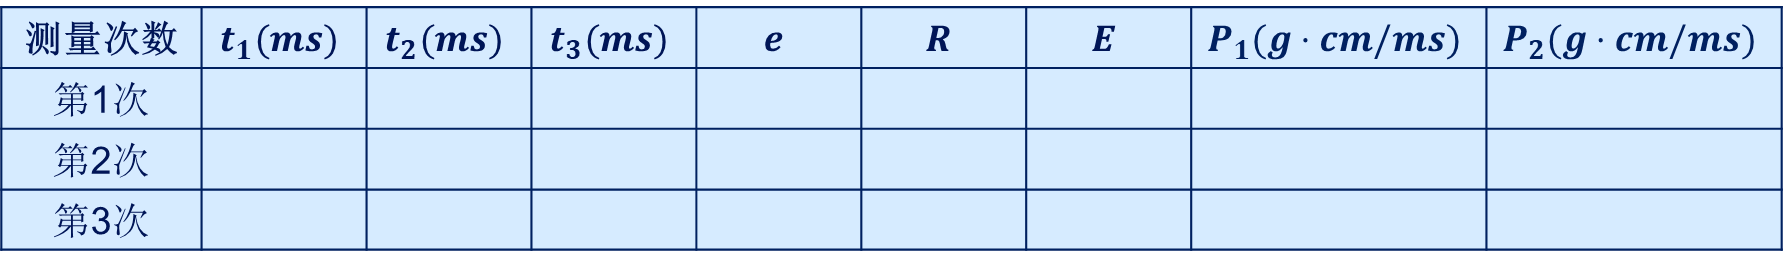 测量次数 t₁(ms) t₂(ms) t₃(ms) e R E P₁(g · cm/ms) P₂(g · cm/ms)
第1次
第2次
第3次